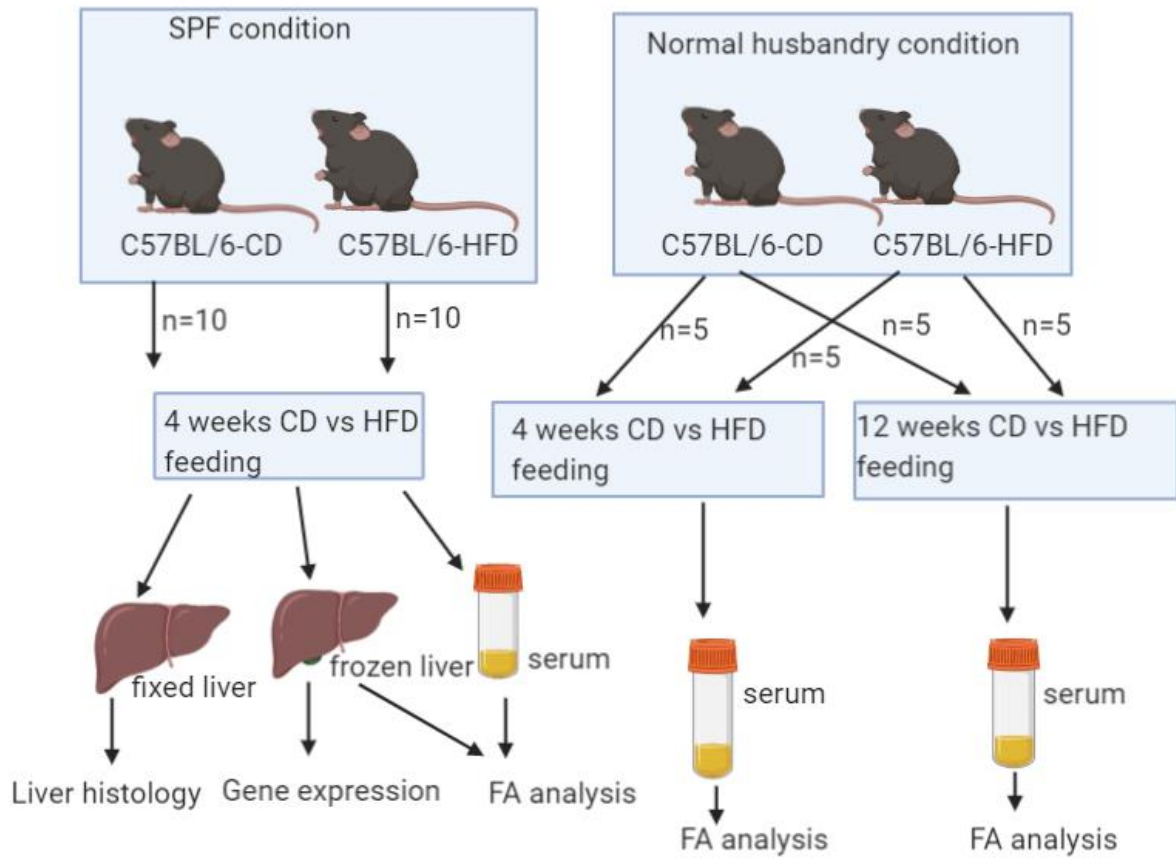 SPF condition
C57BL/6-CD
C57BL/6-HFD
n=10
n=10
4 weeks CD vs HFD
feeding
fixed liver
frozen liver
serum
Liver histology
Gene expression
FA analysis
Normal husbandry condition
C57BL/6-CD
C57BL/6-HFD
n=5
n=5
n=5
n=5
4 weeks CD vs HFD
feeding
12 weeks CD vs HFD
feeding
serum
serum
FA analysis
FA analysis